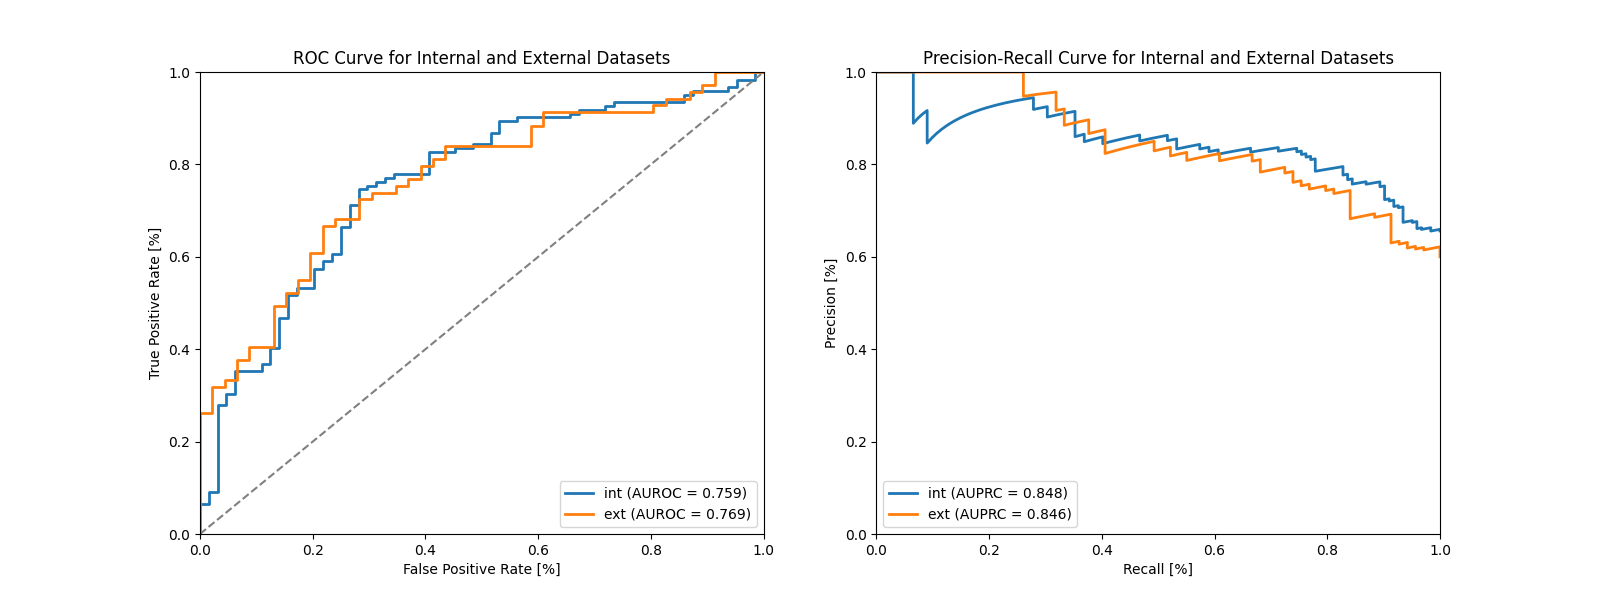 ROC Curve for Internal and External Datasets
1.0
0.8
0.6
0.4
0.2
0.0
True Positive Rate [%]
0.0 0.2 0.4 0.6 0.8 1.0
False Positive Rate [%]
int (AUROC = 0.759)
ext (AUROC = 0.769)
Precision-Recall Curve for Internal and External Datasets
1.0
0.8
0.6
0.4
0.2
0.0
Precision [%]
0.0 0.2 0.4 0.6 0.8 1.0
Recall [%]
int (AUPRC = 0.848)
ext (AUPRC = 0.846)